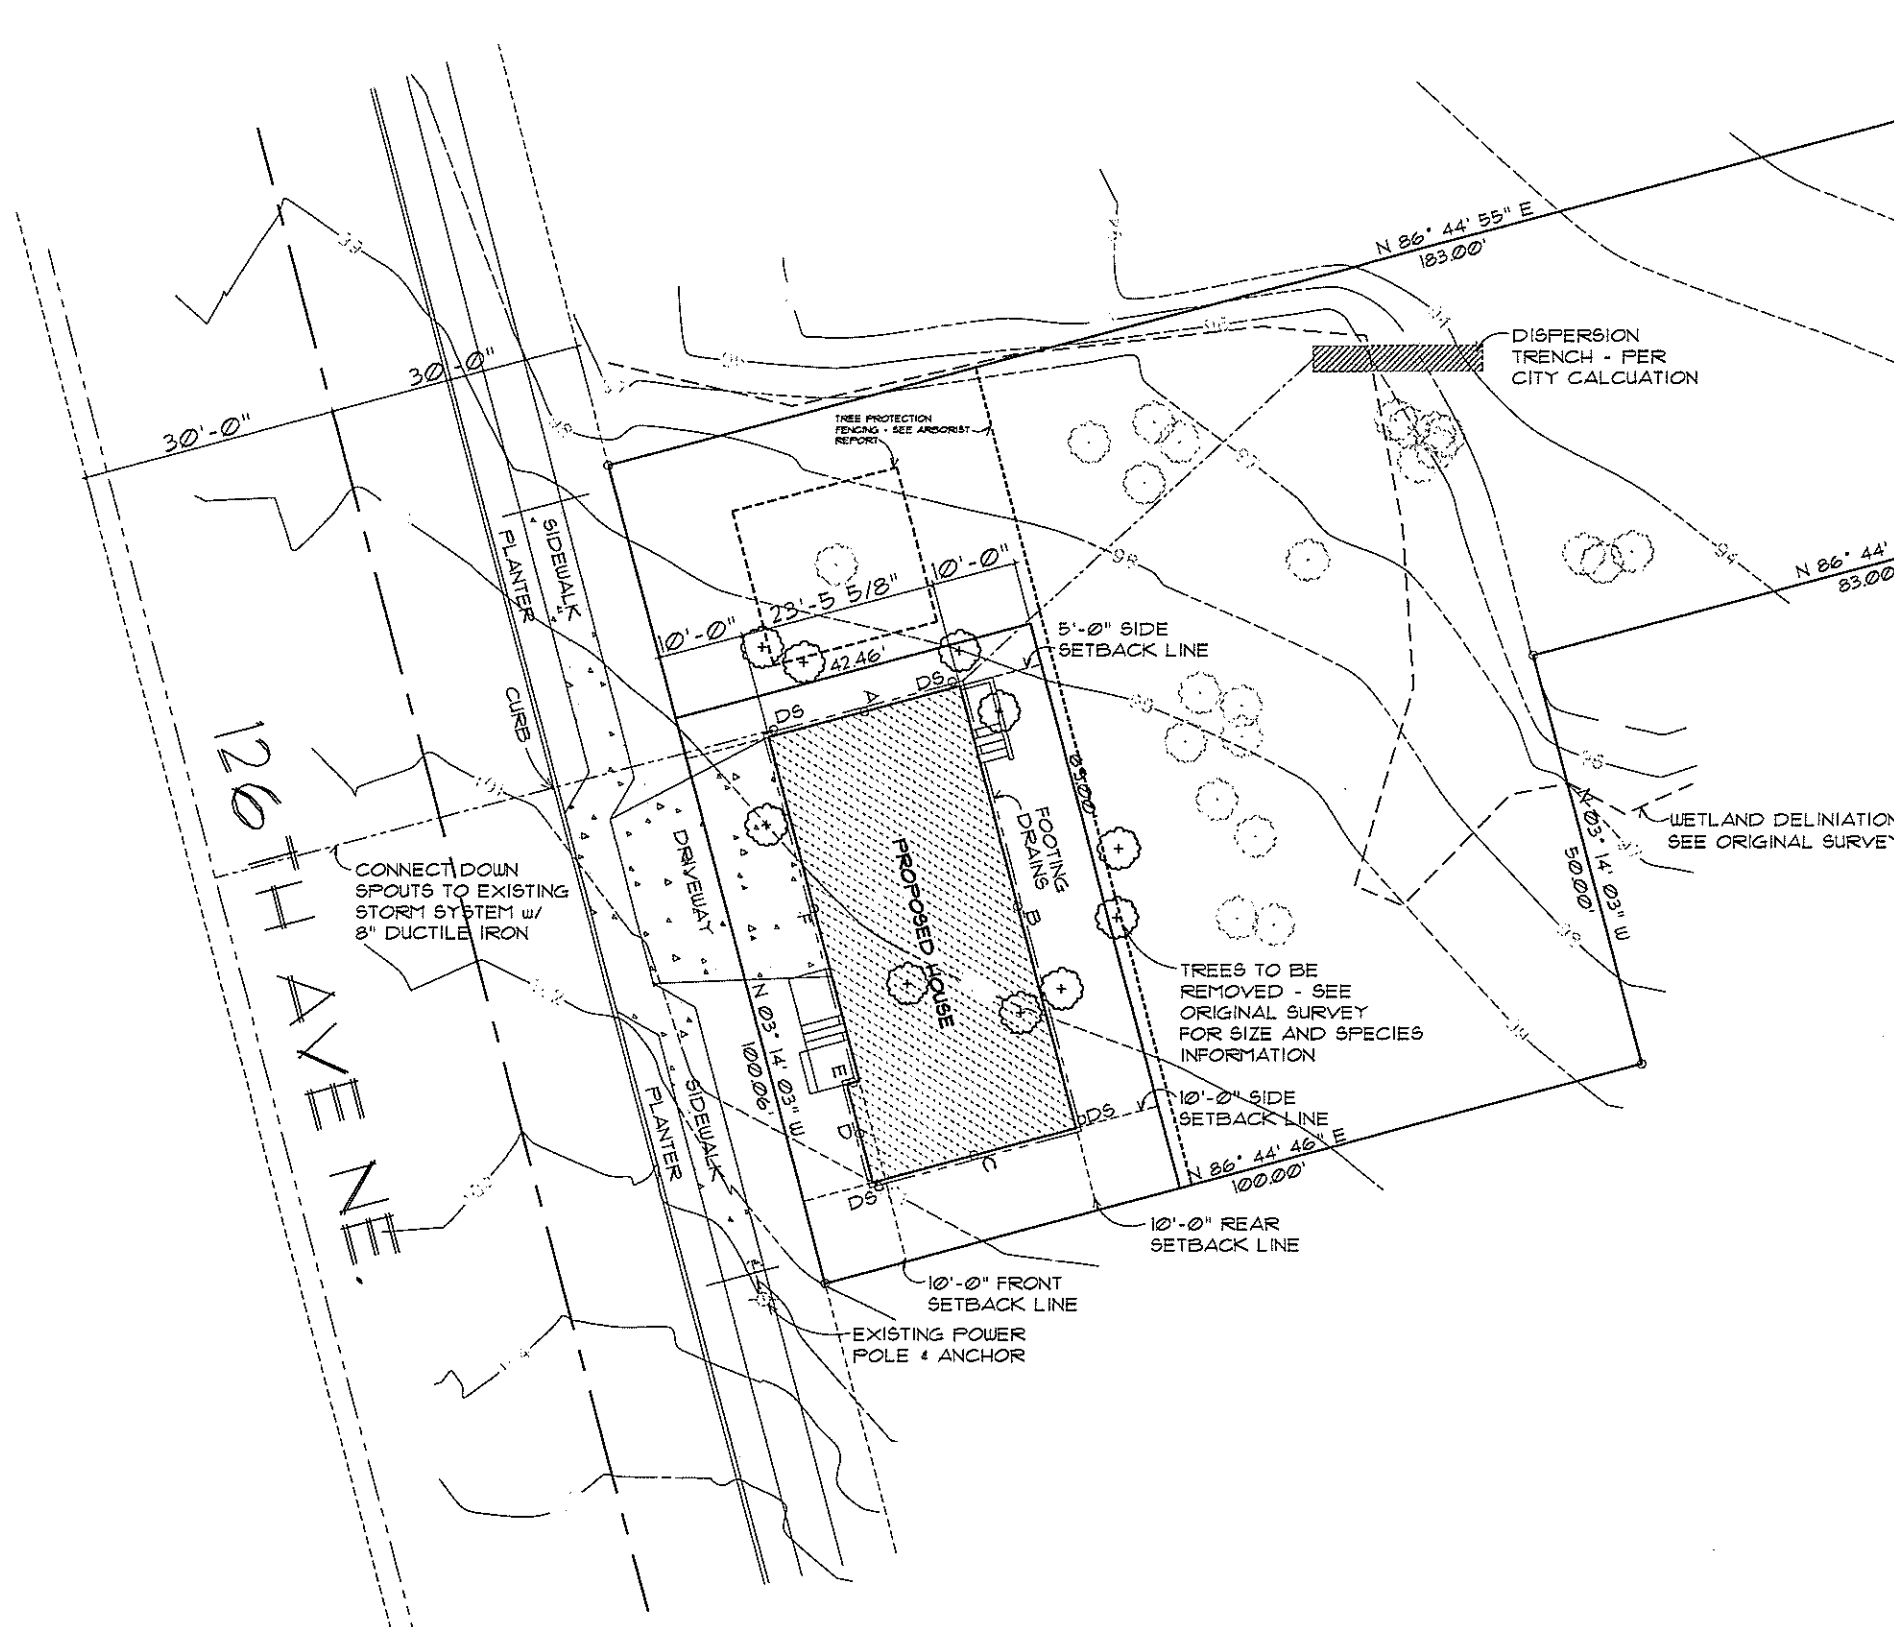 N 86° 44' 55" E
183.00'
DISPERSION
TRENCH - PER
CITY CALCUATION
30'-0"
30'-0"
TREE PROTECTION
FENCING - SEE ARBORIST
REPORT
SIDEWALK
PLANTER
N 86° 44'
83.00
10'-0"
23'-5 5/8"
10'-0"
42.46'
5'-0" SIDE
SETBACK LINE
DS
A
DS
CURB
126TH AVE NE.
CONNECT DOWN
SPOUTS TO EXISTING
STORM SYSTEM w/
8" DUCTILE IRON
DRIVEWAY
F
PROPOSED HOUSE
FOOTING
DRAINS
B
WETLAND DELINIATION
SEE ORIGINAL SURVEY
N 03° 14' 03" W
50.00'
TREES TO BE
REMOVED - SEE
ORIGINAL SURVEY
FOR SIZE AND SPECIES
INFORMATION
N 03° 14' 03" W
100.06'
E
D
C
DS
DS
SIDEWALK
PLANTER
10'-0" SIDE
SETBACK LINE
N 86° 44' 46" E
100.00'
10'-0" REAR
SETBACK LINE
10'-0" FRONT
SETBACK LINE
EXISTING POWER
POLE & ANCHOR